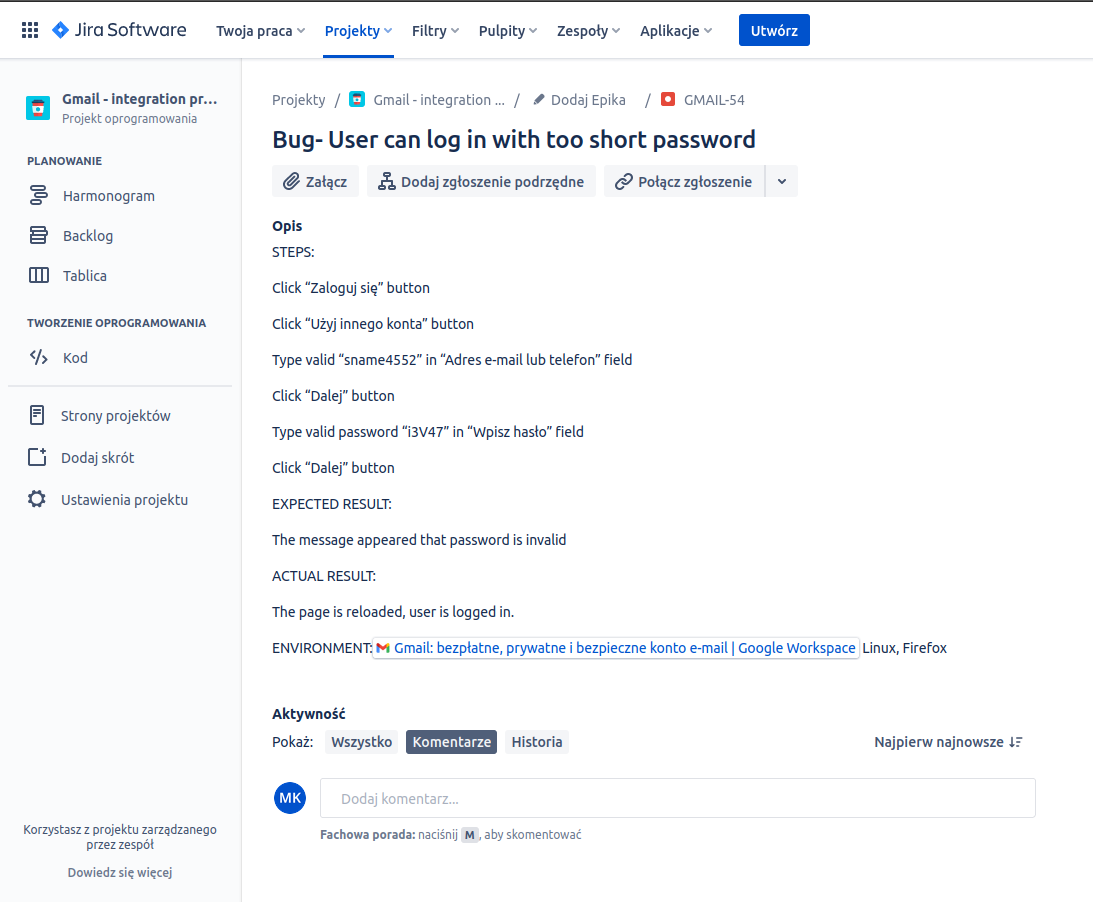 Jira Software Twoja praca Projekty Filtry Pulpity Zespoły Aplikacje Utwórz
Gmail - integration pr...
Projekt oprogramowania
PLANOWANIE
Harmonogram
Backlog
Tablica
TWORZENIE OPROGRAMOWANIA
Kod
Strony projektów
Dodaj skrót
Ustawienia projektu
Korzystasz z projektu zarządzanego
przez zespół
Dowiedz się więcej
Projekty / Gmail - integration ... / Dodaj Epika / GMAIL-54
Bug- User can log in with too short password
Załącz Dodaj zgłoszenie podrzędne Połącz zgłoszenie
Opis
STEPS:
Click “Zaloguj się” button
Click “Użyj innego konta” button
Type valid “sname4552” in “Adres e-mail lub telefon” field
Click “Dalej” button
Type valid password “i3V47” in “Wpisz hasło” field
Click “Dalej” button
EXPECTED RESULT:
The message appeared that password is invalid
ACTUAL RESULT:
The page is reloaded, user is logged in.
ENVIRONMENT: Gmail: bezpłatne, prywatne i bezpieczne konto e-mail | Google Workspace Linux, Firefox
Aktywność
Pokaż: Wszystko Komentarze Historia Najpierw najnowsze
MK Dodaj komentarz...
Fachowa porada: naciśnij M, aby skomentować